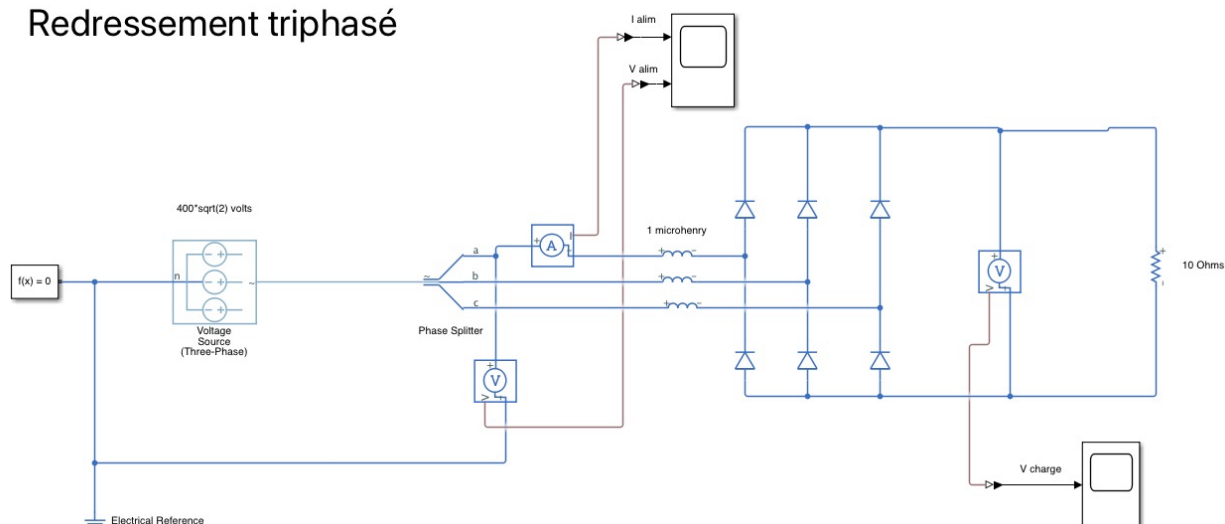 Redressement triphasé
I alim
V alim
400*sqrt(2) volts
1 microhenry
f(x) = 0
n
~
~
a
b
c
A
I
10 Ohms
Voltage
Source
(Three-Phase)
Phase Splitter
V
V
V
V
V charge
Electrical Reference